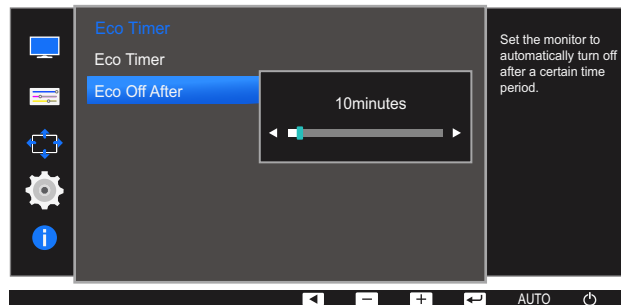 Eco Timer
Eco Timer
Eco Off After
10minutes
Set the monitor to
automatically turn off
after a certain time
period.
AUTO